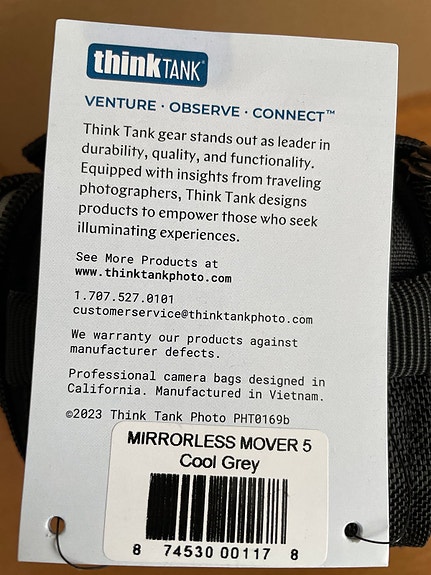 thinkTANK®
VENTURE · OBSERVE · CONNECT™
Think Tank gear stands out as leader in
durability, quality, and functionality.
Equipped with insights from traveling
photographers, Think Tank designs
products to empower those who seek
illuminating experiences.
See More Products at
www.thinktankphoto.com
1.707.527.0101
customerservice@thinktankphoto.com
We warranty our products against
manufacturer defects.
Professional camera bags designed in
California. Manufactured in Vietnam.
©2023 Think Tank Photo PHT0169b
MIRRORLESS MOVER 5
Cool Grey
8 74530 00117 8